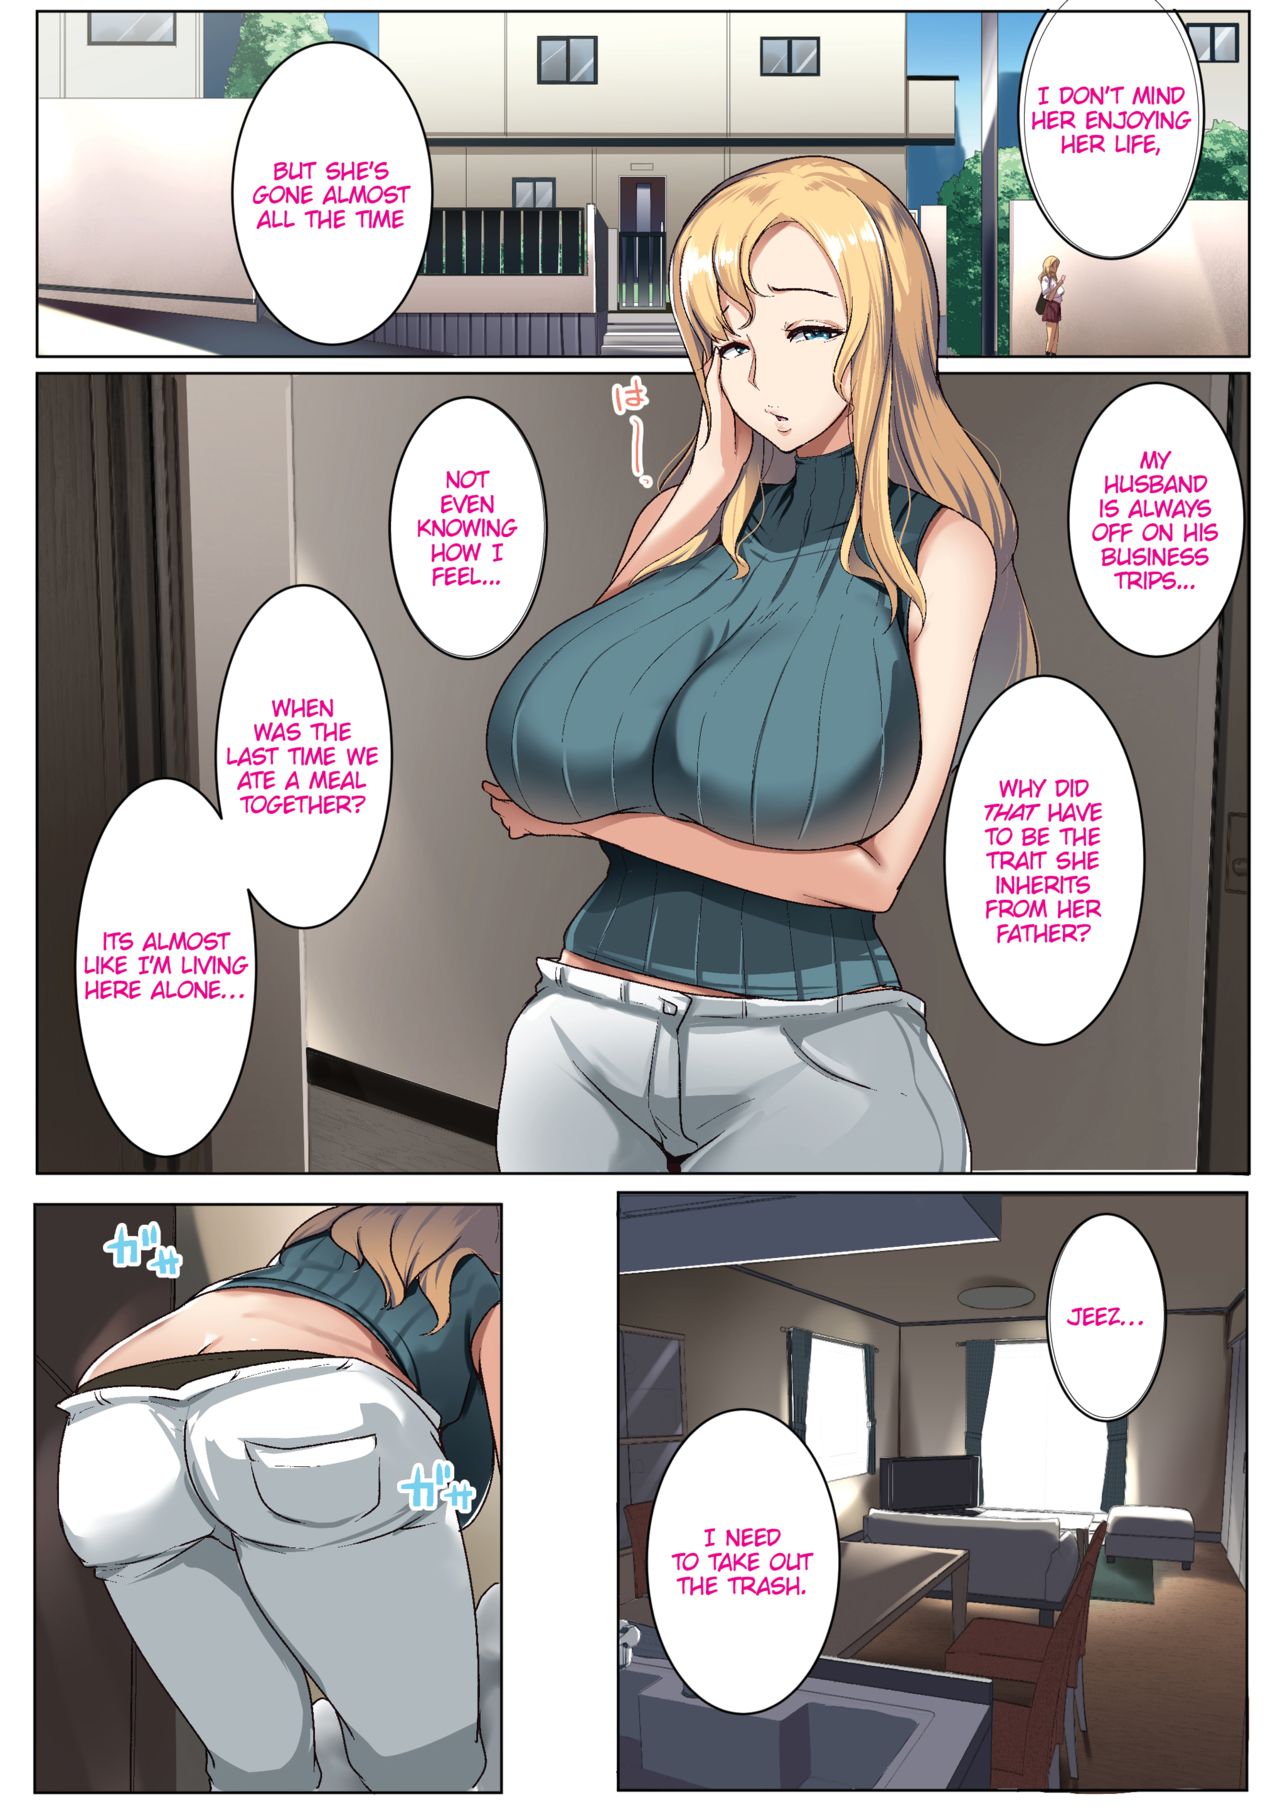 I DON'T MIND
HER ENJOYING
HER LIFE,
BUT SHE'S
GONE ALMOST
ALL THE TIME
MY
HUSBAND
IS ALWAYS
OFF ON HIS
BUSINESS
TRIPS...
WHY DID
THAT HAVE
TO BE THE
TRAIT SHE
INHERITS
FROM HER
FATHER?
はーっ
NOT
EVEN
KNOWING
HOW I
FEEL...
WHEN
WAS THE
LAST TIME WE
ATE A MEAL
TOGETHER?
ITS ALMOST
LIKE I'M LIVING
HERE ALONE...
JEEZ...
I NEED
TO TAKE OUT
THE TRASH.
ガサ
ガサ